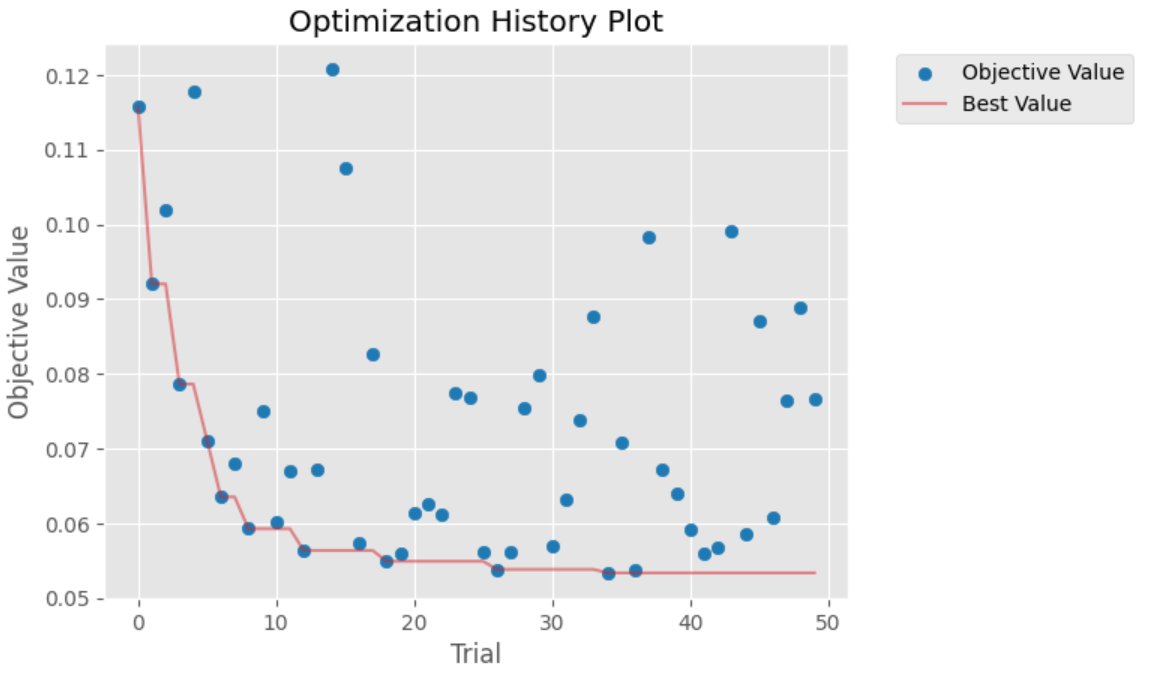 Optimization History Plot
Objective Value
Best Value
0.12
0.11
0.10
0.09
0.08
0.07
0.06
0.05
Objective Value
0 10 20 30 40 50
Trial